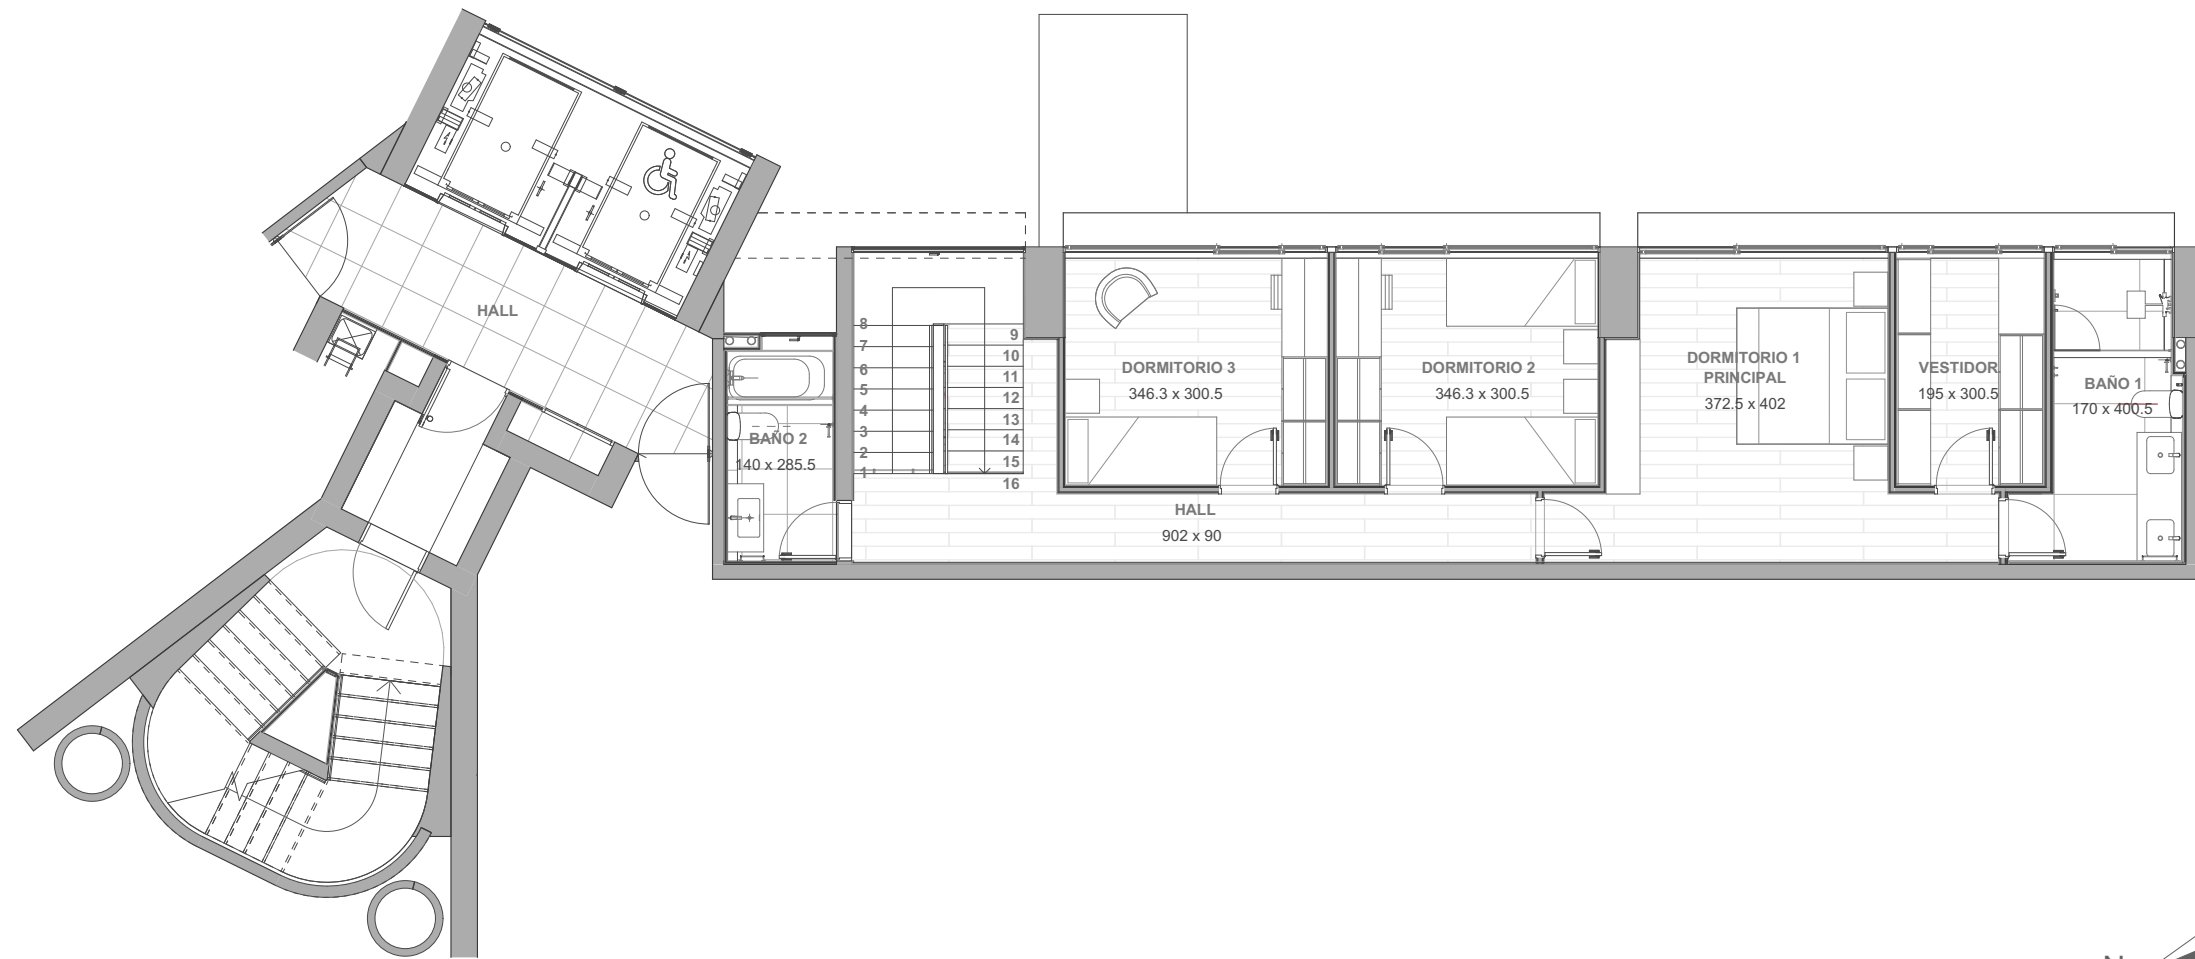 HALL
8
7
6
5
4
3
2
1
9
10
11
12
13
14
15
16
DORMITORIO 3
346.3 x 300.5
DORMITORIO 2
346.3 x 300.5
DORMITORIO 1
PRINCIPAL
372.5 x 402
VESTIDOR
195 x 300.5
BAÑO 1
170 x 400.5
BAÑO 2
140 x 285.5
HALL
902 x 90
N